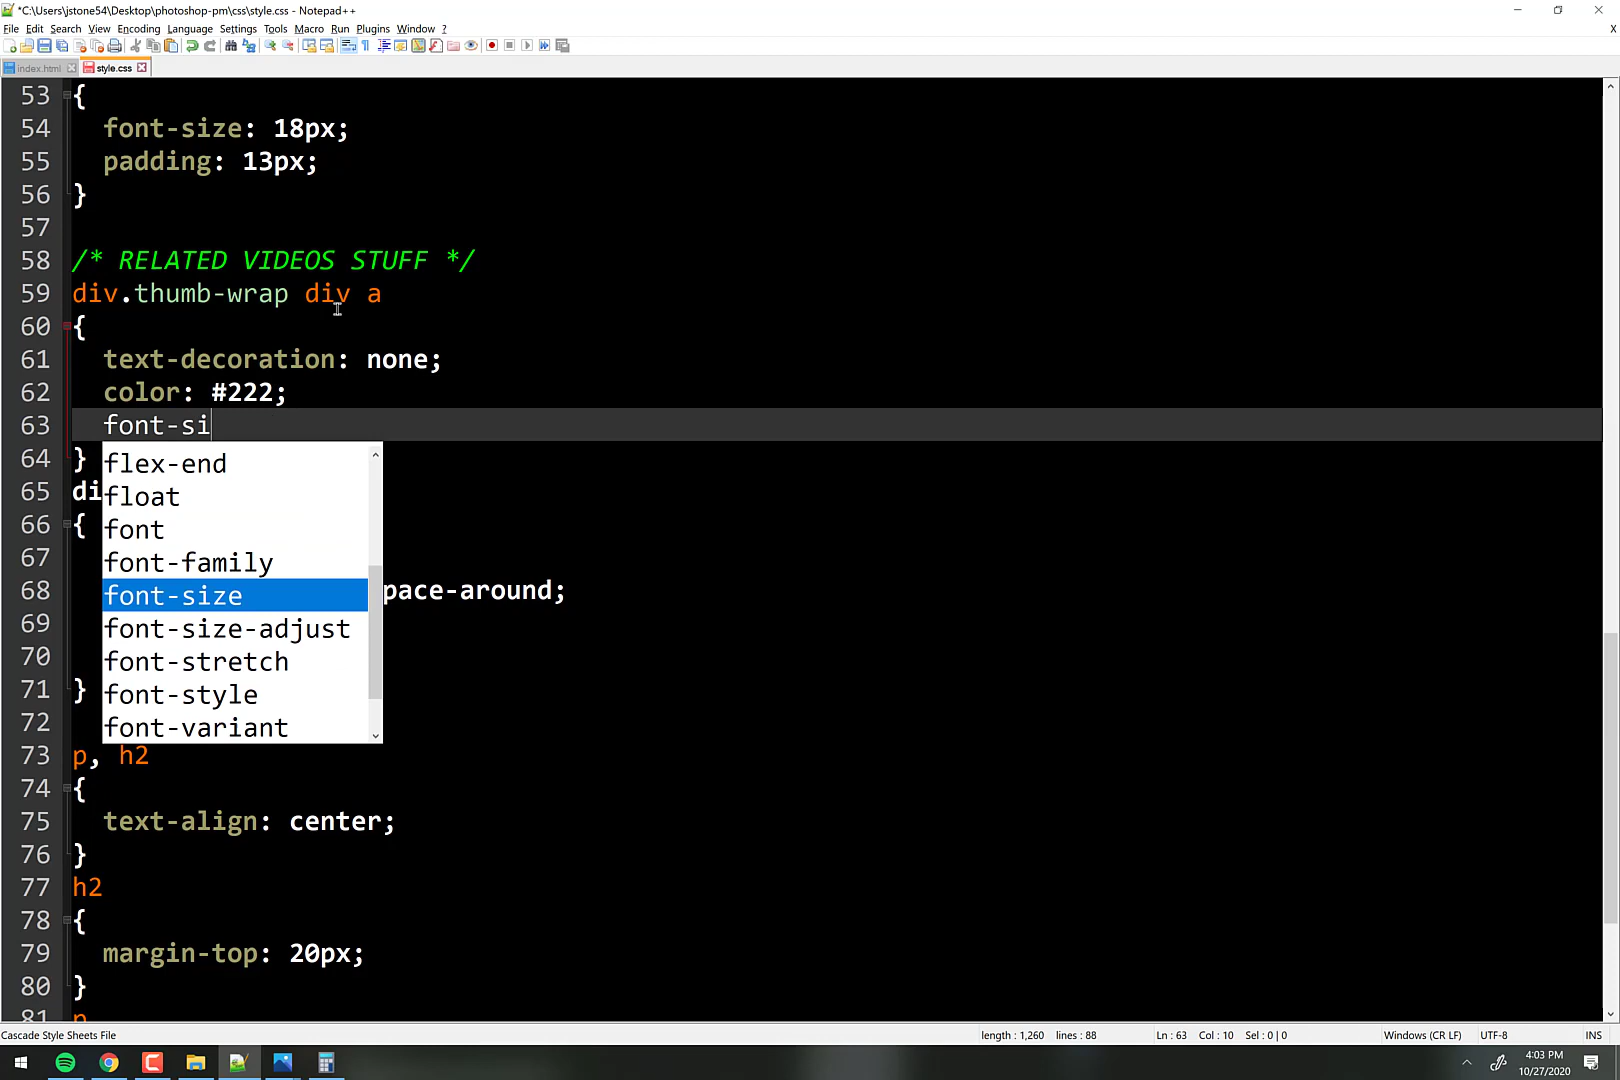 *C:\Users\jstone54\Desktop\photoshop-pm\css\style.css - Notepad++
File Edit Search View Encoding Language Settings Tools Macro Run Plugins Window ? X
index.html style.css
53 {
54 font-size: 18px;
55 padding: 13px;
56 }
57
58 /* RELATED VIDEOS STUFF */
59 div.thumb-wrap div a
60 {
61 text-decoration: none;
62 color: #222;
63 font-si
64 } flex-end
65 di float
66 { font
67 font-family
68 font-size pace-around;
69 font-size-adjust
70 font-stretch
71 } font-style
72 font-variant
73 p, h2
74 {
75 text-align: center;
76 }
77 h2
78 {
79 margin-top: 20px;
80 }
81 p
Cascade Style Sheets File length : 1,260 lines : 88 Ln : 63 Col : 10 Sel : 0 | 0 Windows (CR LF) UTF-8 INS
4:03 PM
10/27/2020